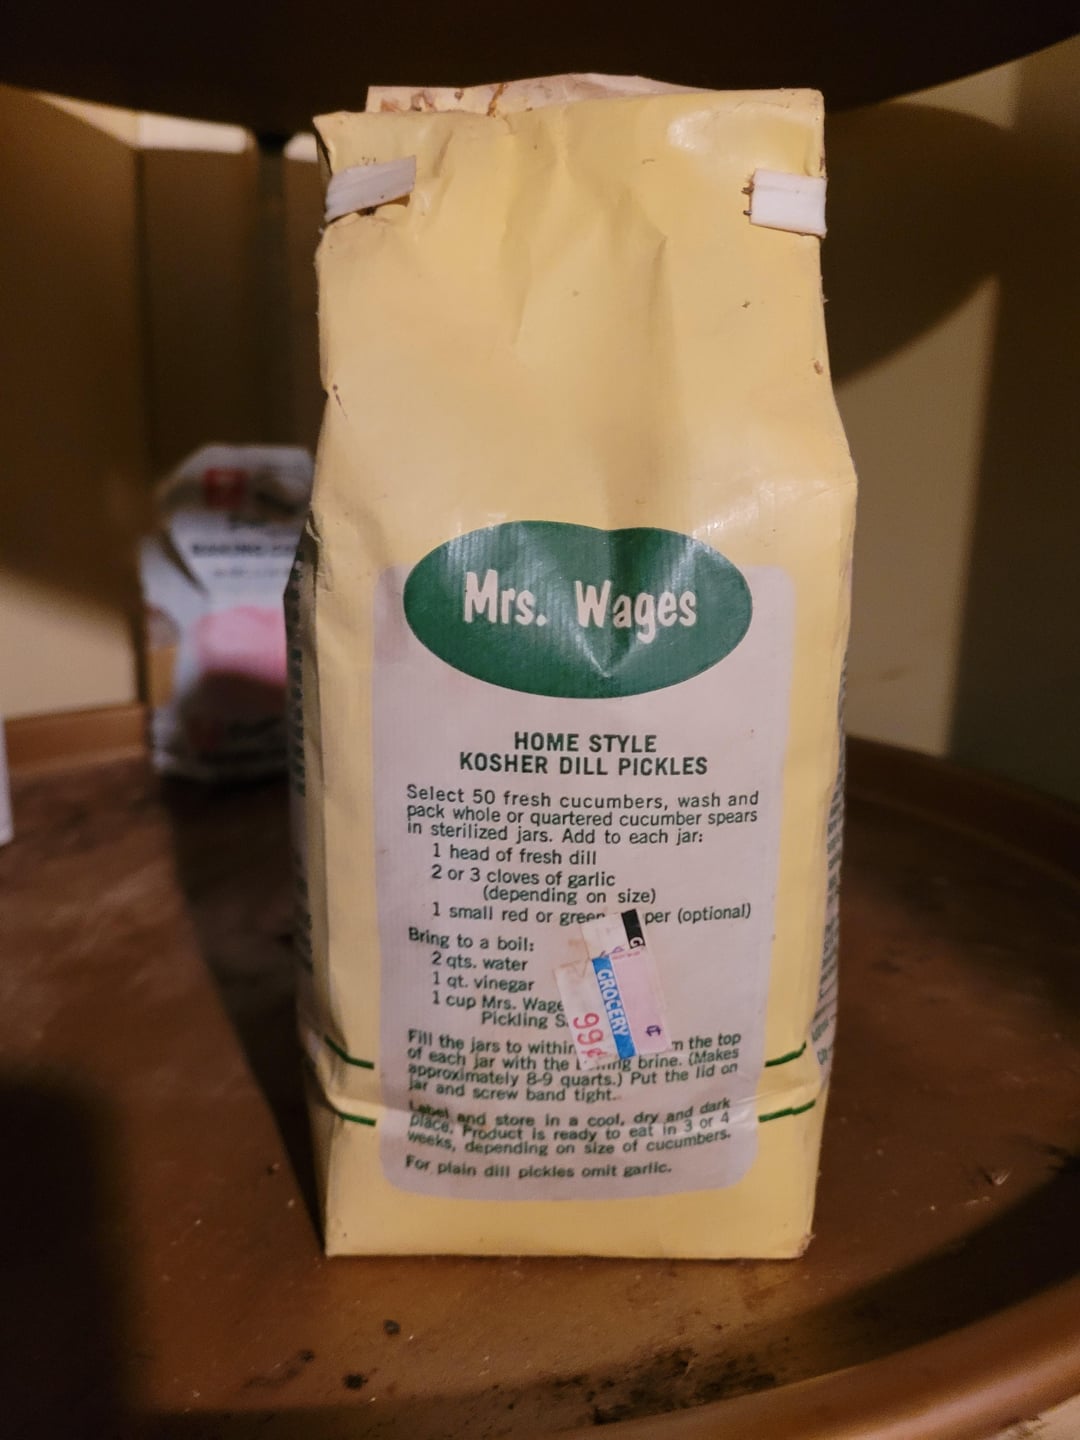 Mrs. Wages
HOME STYLE
KOSHER DILL PICKLES
Select 50 fresh cucumbers, wash and
pack whole or quartered cucumber spears
in sterilized jars. Add to each jar:
1 head of fresh dill
2 or 3 cloves of garlic
(depending on size)
1 small red or green per (optional)
Bring to a boil:
2 qts. water
1 qt. vinegar
1 cup Mrs. Wage
Pickling S
GROCERY
99¢
Fill the jars to within m the top
of each jar with the ing brine. (Makes
approximately 8-9 quarts.) Put the lid on
jar and screw band tight.
Label and store in a cool, dry and dark
place. Product is ready to eat in 3 or 4
weeks, depending on size of cucumbers.
For plain dill pickles omit garlic.
BAKING